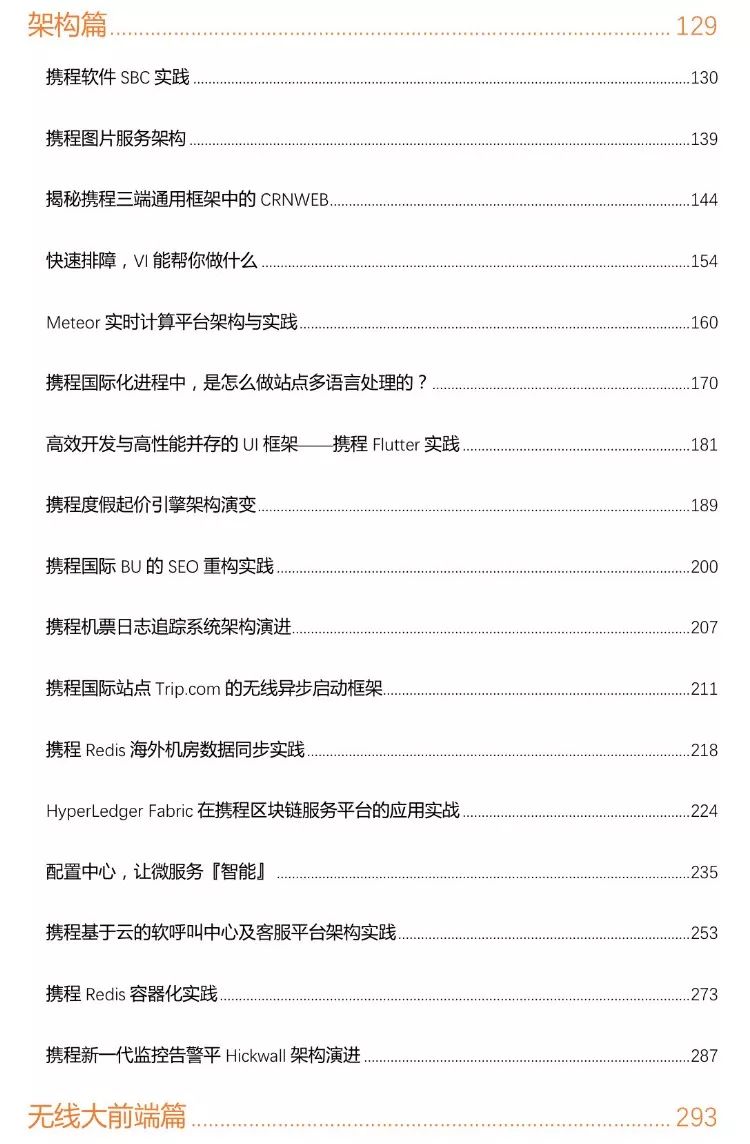 架构篇 129
携程软件 SBC 实践 130
携程图片服务架构 139
揭秘携程三端通用框架中的 CRNWEB 144
快速排障，VI 能帮你做什么 154
Meteor 实时计算平台架构与实践 160
携程国际化进程中，是怎么做站点多语言处理的？ 170
高效开发与高性能并存的 UI 框架——携程 Flutter 实践 181
携程度假起价引擎架构演变 189
携程国际 BU 的 SEO 重构实践 200
携程机票日志追踪系统架构演进 207
携程国际站点 Trip.com 的无线异步启动框架 211
携程 Redis 海外机房数据同步实践 218
HyperLedger Fabric 在携程区块链服务平台的应用实战 224
配置中心，让微服务『智能』 235
携程基于云的软呼叫中心及客服平台架构实践 253
携程 Redis 容器化实践 273
携程新一代监控告警平 Hickwall 架构演进 287
无线大前端篇 293